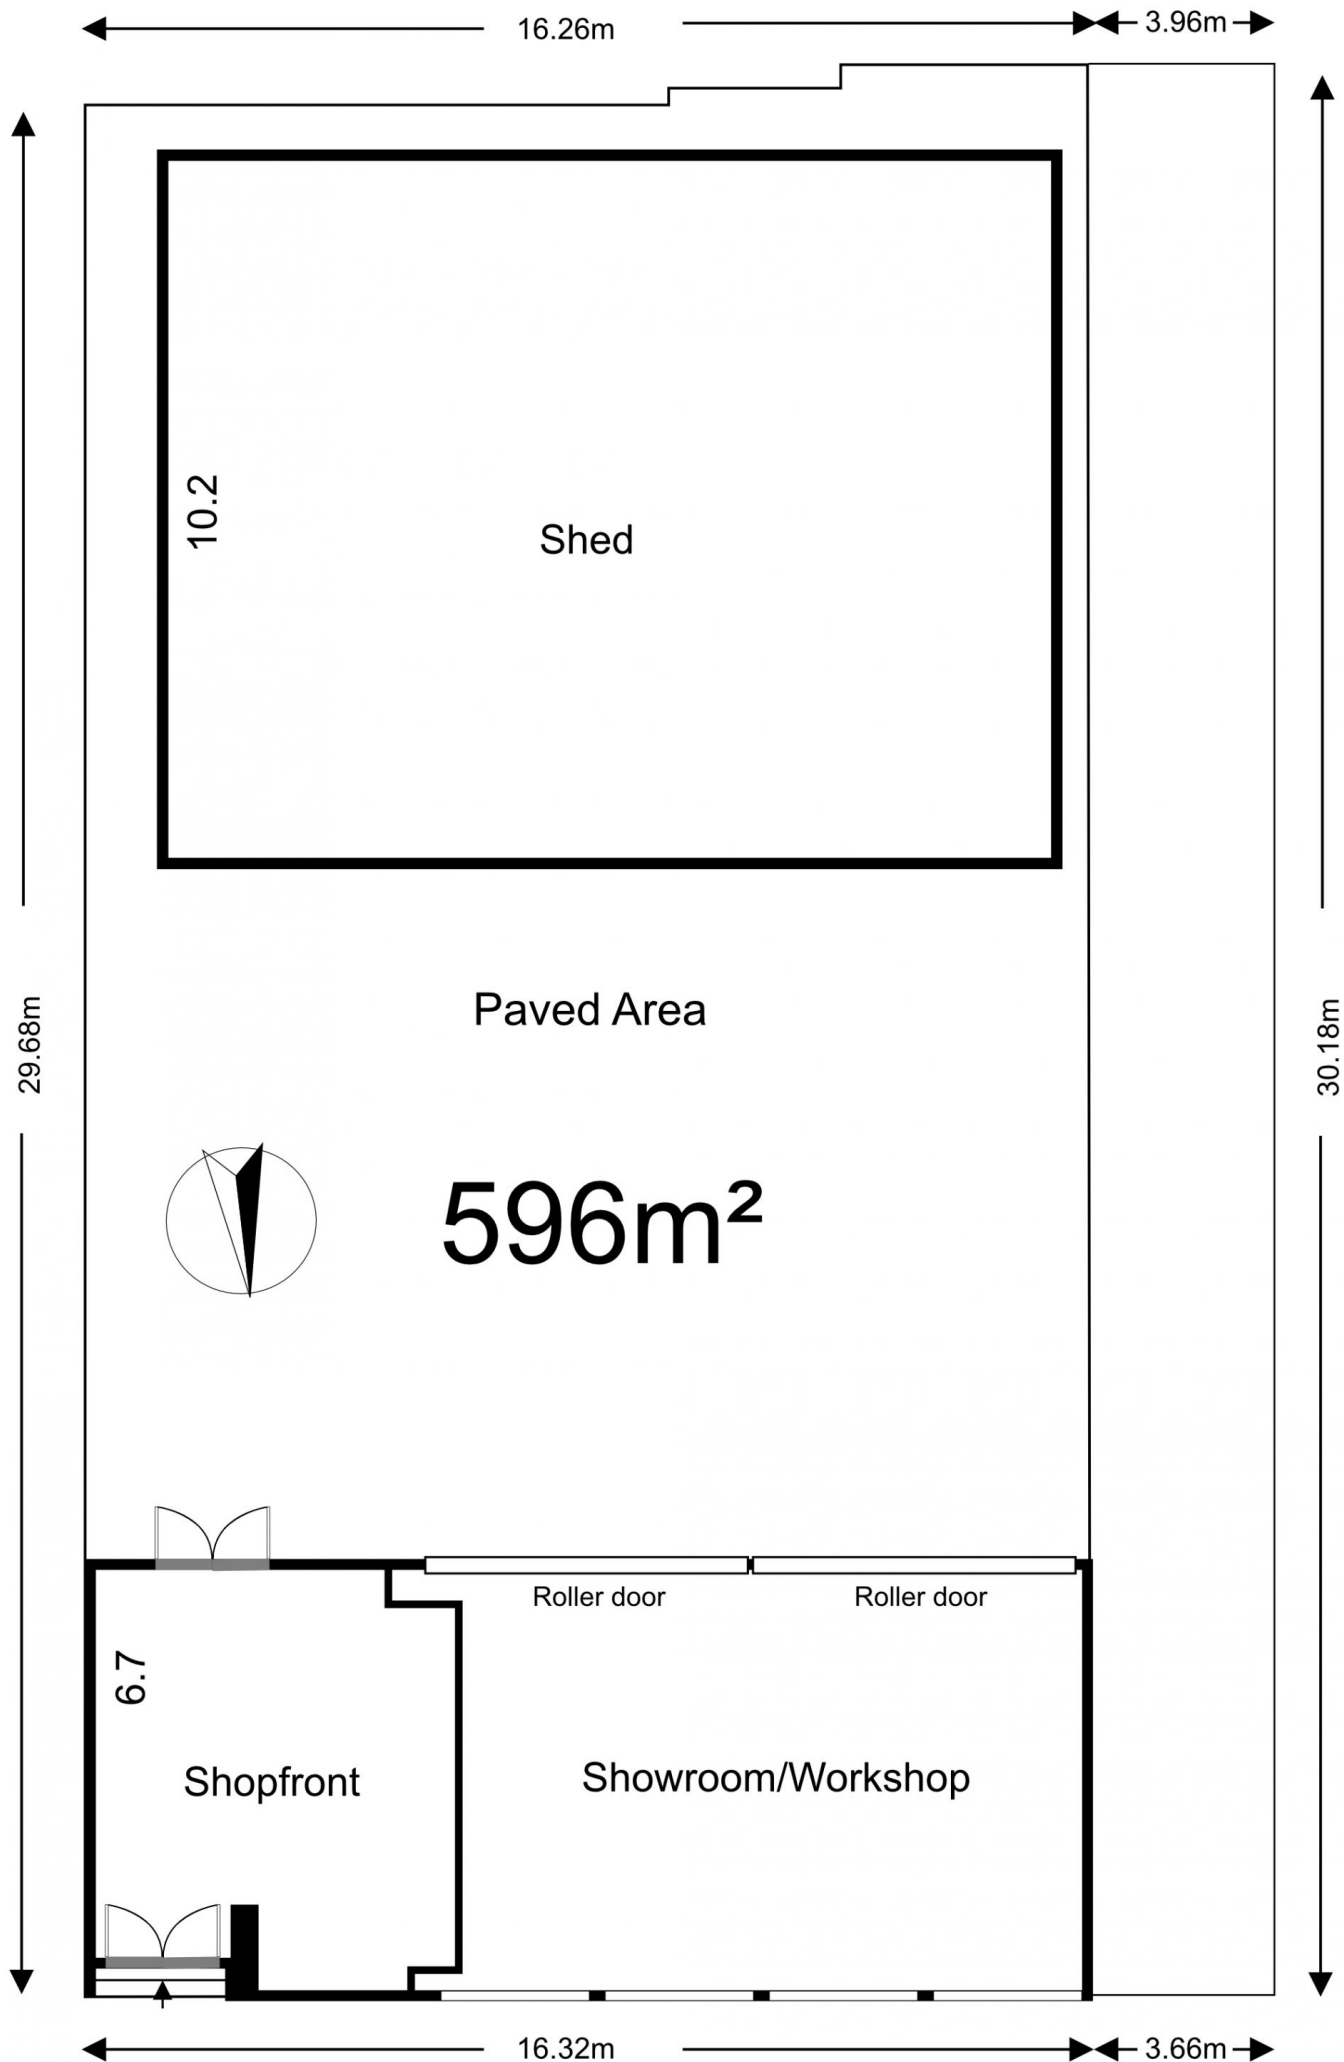 16.26m
3.96m
10.2
Shed
29.68m
30.18m
Paved Area
596m²
Roller door
Roller door
6.7
Shopfront
Showroom/Workshop
16.32m
3.66m